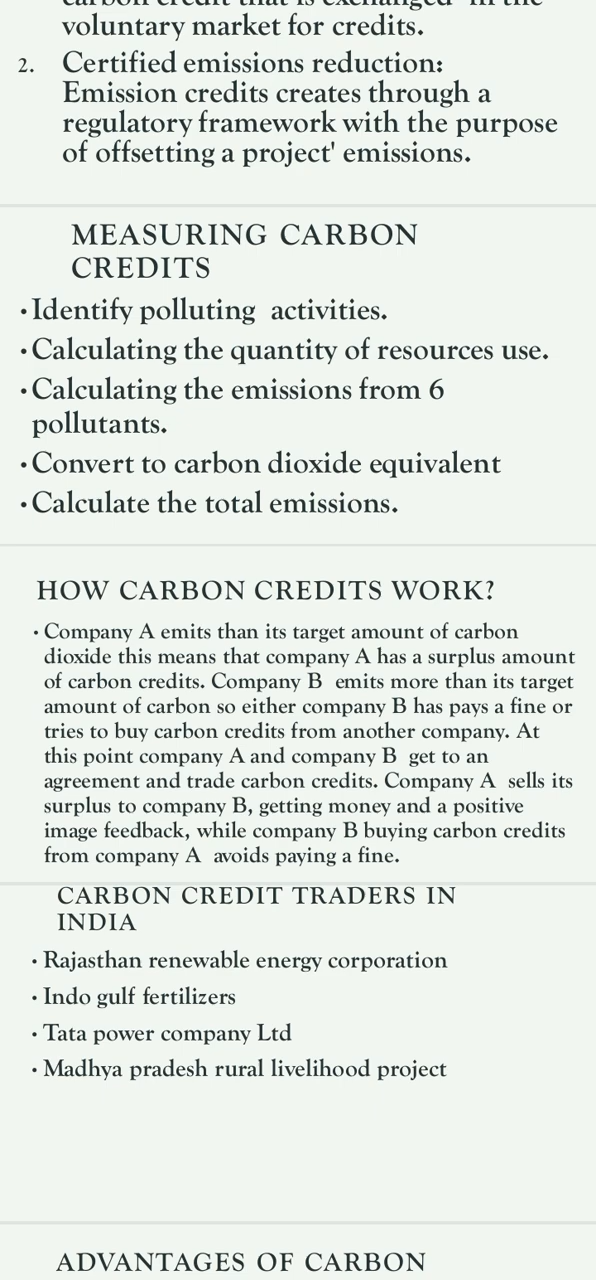 carbon credit that is exchanged in the
voluntary market for credits.
2. Certified emissions reduction:
Emission credits creates through a
regulatory framework with the purpose
of offsetting a project' emissions.
MEASURING CARBON
CREDITS
•Identify polluting activities.
•Calculating the quantity of resources use.
•Calculating the emissions from 6
pollutants.
•Convert to carbon dioxide equivalent
•Calculate the total emissions.
HOW CARBON CREDITS WORK?
• Company A emits than its target amount of carbon
dioxide this means that company A has a surplus amount
of carbon credits. Company B emits more than its target
amount of carbon so either company B has pays a fine or
tries to buy carbon credits from another company. At
this point company A and company B get to an
agreement and trade carbon credits. Company A sells its
surplus to company B, getting money and a positive
image feedback, while company B buying carbon credits
from company A avoids paying a fine.
CARBON CREDIT TRADERS IN
INDIA
• Rajasthan renewable energy corporation
• Indo gulf fertilizers
• Tata power company Ltd
• Madhya pradesh rural livelihood project
ADVANTAGES OF CARBON